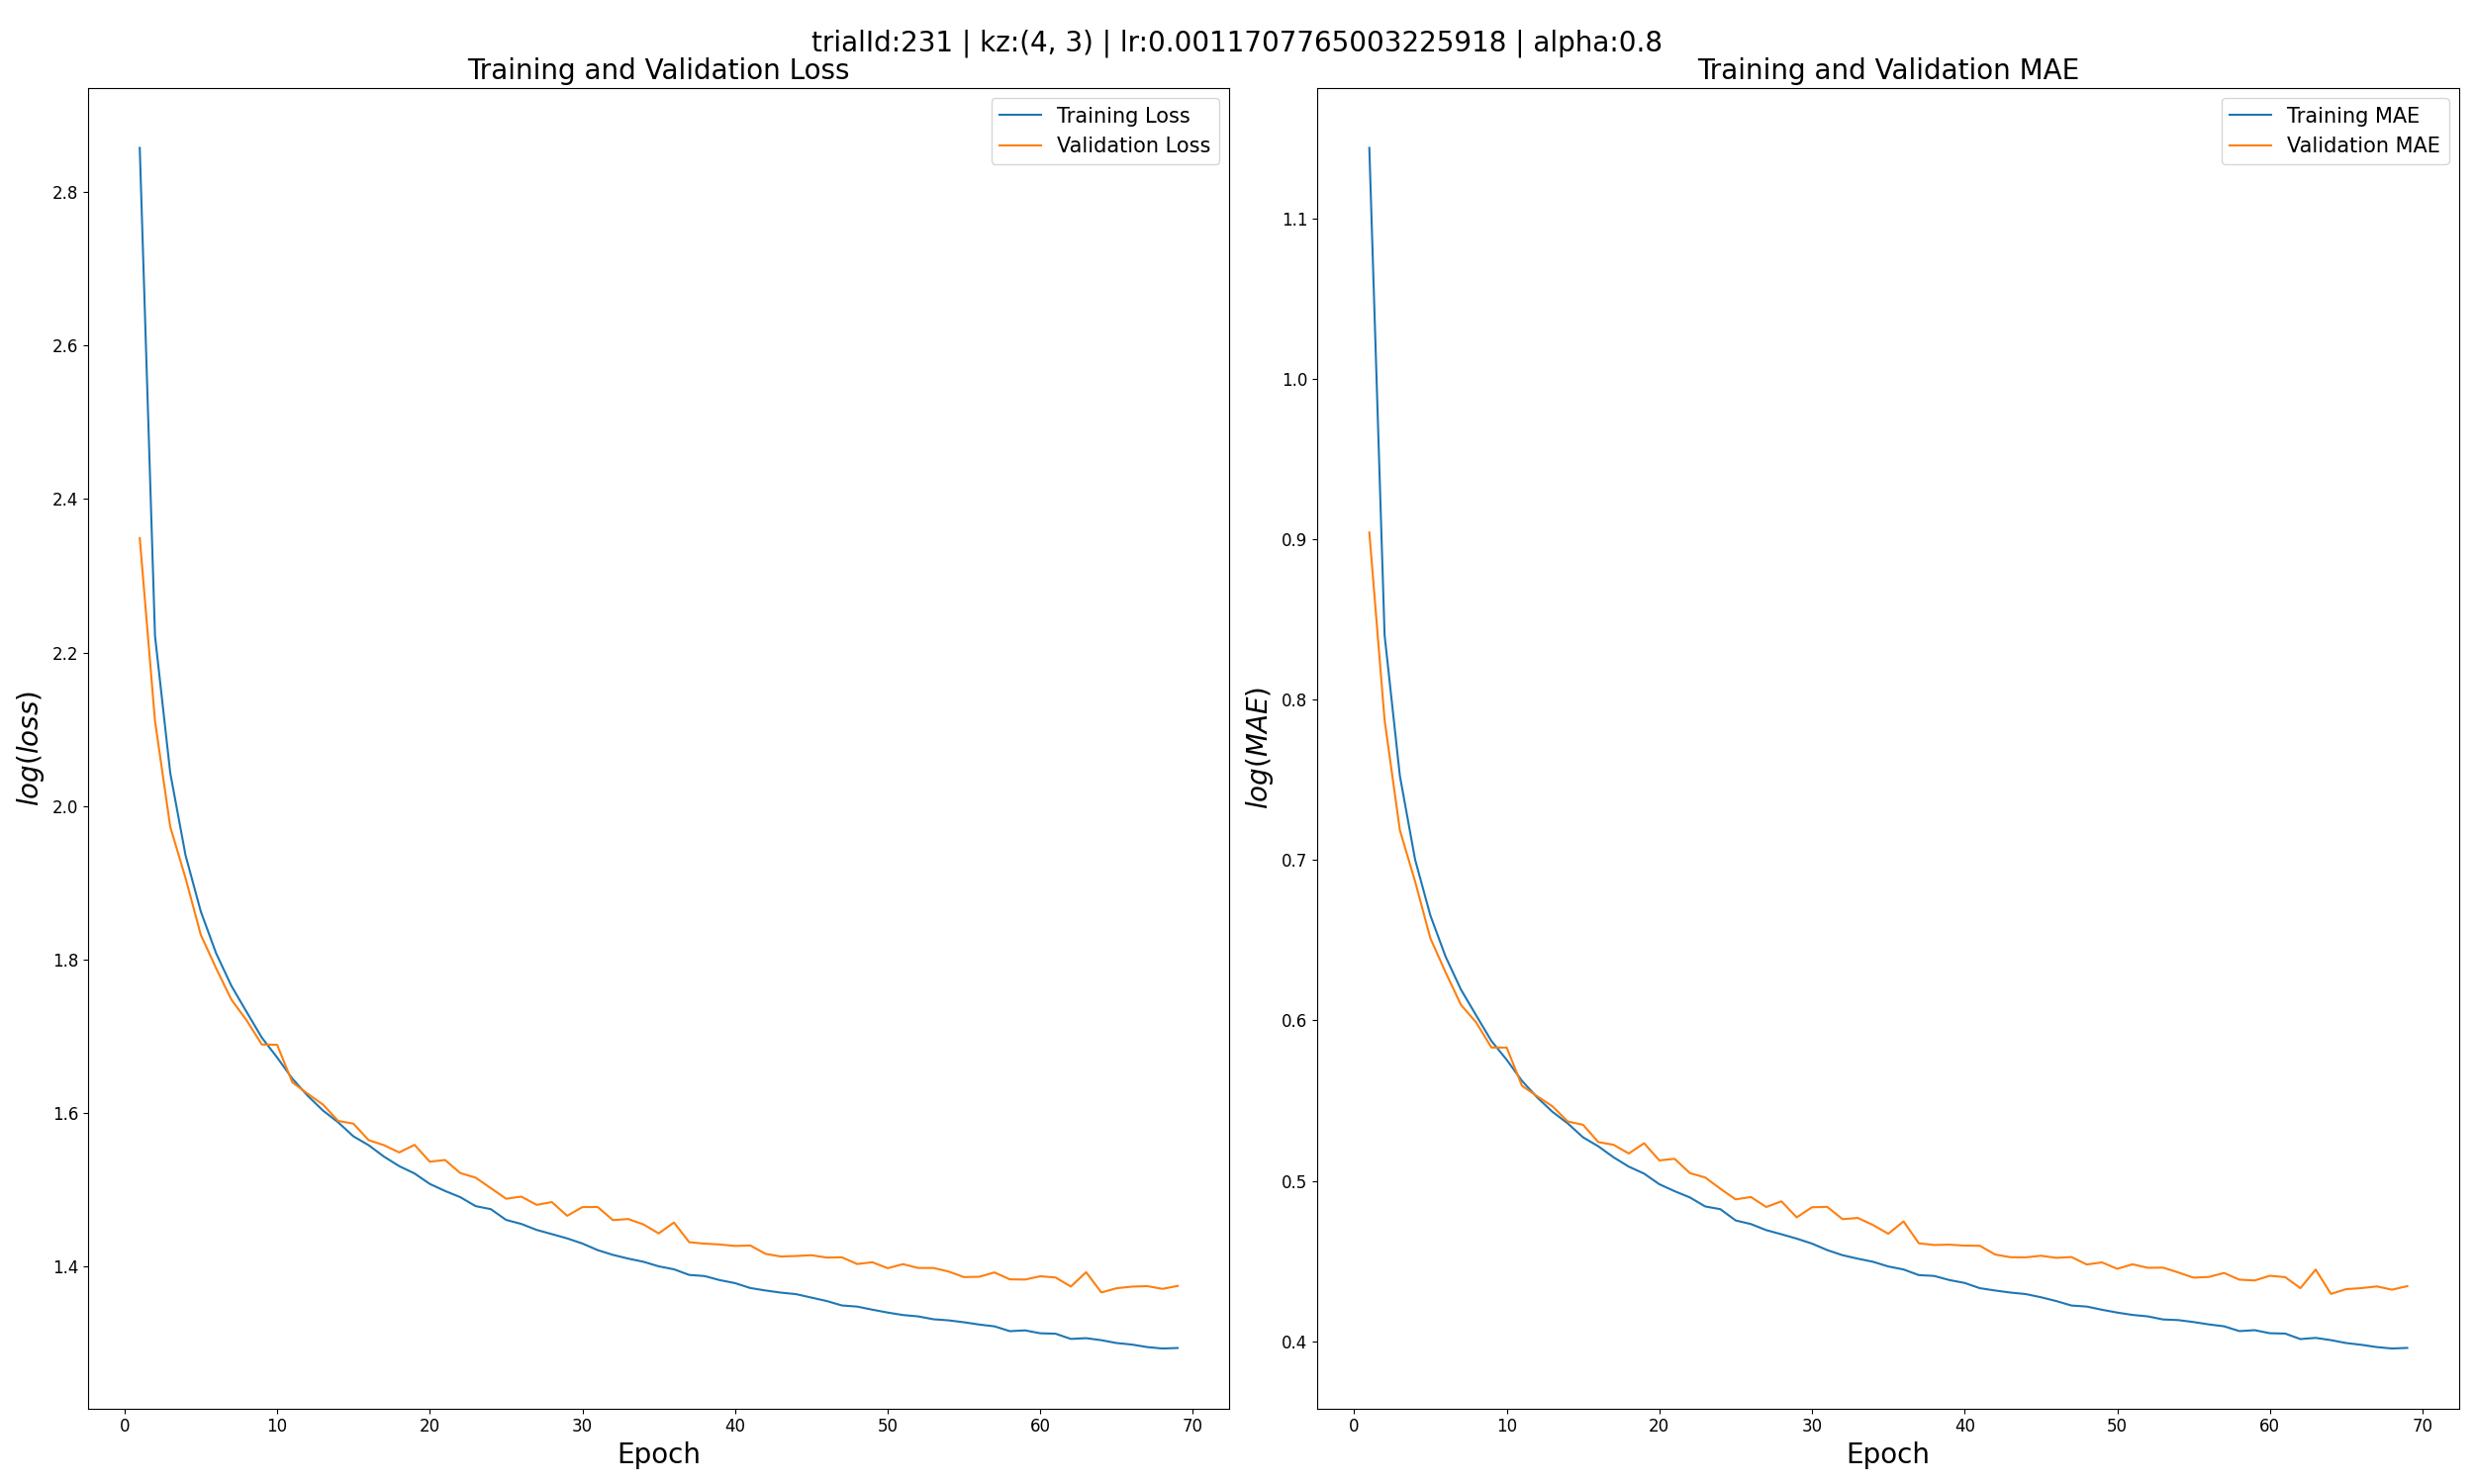 trialId:231 | kz:(4, 3) | lr:0.0011707765003225918 | alpha:0.8
Training and Validation Loss
Training Loss
Validation Loss
2.8
2.6
2.4
2.2
2.0
1.8
1.6
1.4
log(loss)
0 10 20 30 40 50 60 70
Epoch
Training and Validation MAE
Training MAE
Validation MAE
1.1
1.0
0.9
0.8
0.7
0.6
0.5
0.4
log(MAE)
0 10 20 30 40 50 60 70
Epoch